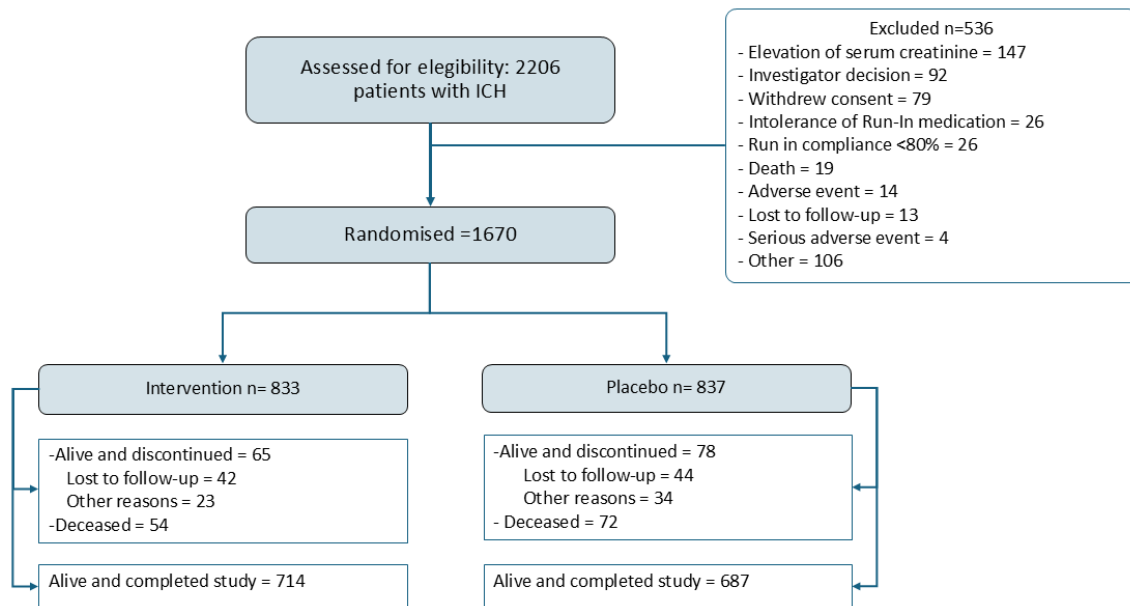 Assessed for elegibility: 2206
patients with ICH
Excluded n=536
- Elevation of serum creatinine = 147
- Investigator decision = 92
- Withdrew consent = 79
- Intolerance of Run-In medication = 26
- Run in compliance <80% = 26
- Death = 19
- Adverse event = 14
- Lost to follow-up = 13
- Serious adverse event = 4
- Other = 106
Randomised =1670
Intervention n= 833
-Alive and discontinued = 65
Lost to follow-up = 42
Other reasons = 23
-Deceased = 54
Alive and completed study = 714
Placebo n= 837
-Alive and discontinued = 78
Lost to follow-up = 44
Other reasons = 34
- Deceased = 72
Alive and completed study = 687